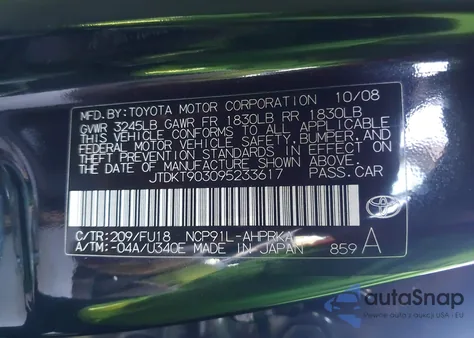 MFD. BY: TOYOTA MOTOR CORPORATION 10/08
GVWR 3245LB GAWR FR 1830LB RR 1830LB
THIS VEHICLE CONFORMS TO ALL APPLICABLE
FEDERAL MOTOR VEHICLE SAFETY, BUMPER, AND
THEFT PREVENTION STANDARDS IN EFFECT ON
THE DATE OF MANUFACTURE SHOWN ABOVE.
JTDKT903095233617 PASS.CAR
C/TR: 209/FU18 NCP91L-AHPRKA
A/TM: -04A/U340E MADE IN JAPAN 859 A
autoSnap